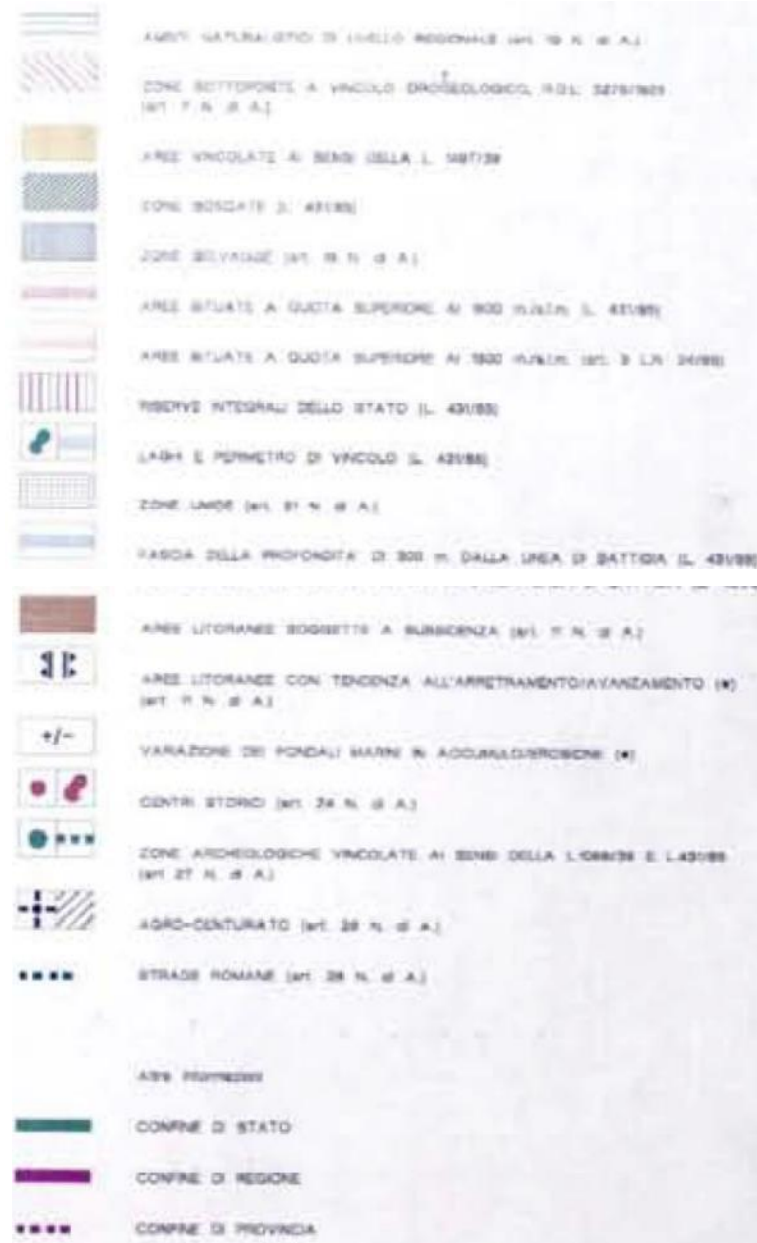 AMBITI NATURALISTICI DI LIVELLO REGIONALE (art. 19 N. di A.)
ZONE SOTTOPOSTE A VINCOLO IDROGEOLOGICO, R.D.L. 3276/1923
(art. 7 N. di A.)
AREE VINCOLATE AI SENSI DELLA L. 1497/39
ZONE BOSCATE (L. 431/85)
ZONE SELVAGGE (art. 19 N. di A.)
AREE SITUATE A QUOTA SUPERIORE AI 1600 m/s.l.m. (L. 431/85)
AREE SITUATE A QUOTA SUPERIORE AI 1300 m/s.l.m. (art. 9 L.R. 24/85)
RISERVE INTEGRALI DELLO STATO (L. 431/85)
LAGHI E PERIMETRO DI VINCOLO (L. 431/85)
ZONE UMIDE (art. 21 N. di A.)
FASCIA DELLA PROFONDITA' DI 300 m DALLA LINEA DI BATTIGIA (L. 431/85)
AREE LITORANEE SOGGETTE A SUBSIDENZA (art. 11 N. di A.)
AREE LITORANEE CON TENDENZA ALL'ARRETRAMENTO/AVANZAMENTO (*)
(art. 11 N. di A.)
+/- VARIAZIONE DEI FONDALI MARINI IN ACCUMULO/EROSIONE (*)
CENTRI STORICI (art. 24 N. di A.)
ZONE ARCHEOLOGICHE VINCOLATE AI SENSI DELLA L.1089/39 E L.431/85
(art 27 N. di A.)
AGRO-CENTURIATO (art. 28 N. di A.)
STRADE ROMANE (art. 28 N. di A.)
Altre informazioni
CONFINE DI STATO
CONFINE DI REGIONE
CONFINE DI PROVINCIA